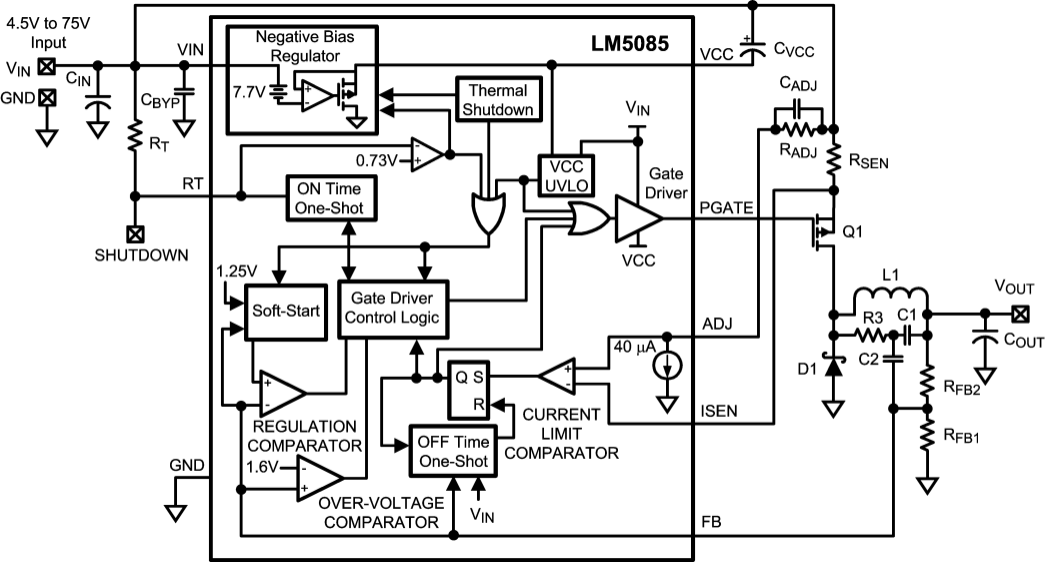 4.5V to 75V
Input
VIN
GND
CIN
CBYP
RT
RT
SHUTDOWN
VIN
Negative Bias
Regulator
7.7V
+
-
LM5085
VCC
+
CVCC
Thermal
Shutdown
-
+
0.73V
VCC
UVLO
VIN
Gate
Driver
VCC
CADJ
RADJ
RSEN
PGATE
Q1
ON Time
One-Shot
1.25V
Soft-Start
Gate Driver
Control Logic
+
-
REGULATION
COMPARATOR
1.6V
-
+
OVER-VOLTAGE
COMPARATOR
GND
Q S
R
OFF Time
One-Shot
VIN
+
-
CURRENT
LIMIT
COMPARATOR
40 µA
ADJ
ISEN
FB
L1
R3
C1
C2
D1
VOUT
COUT
RFB2
RFB1